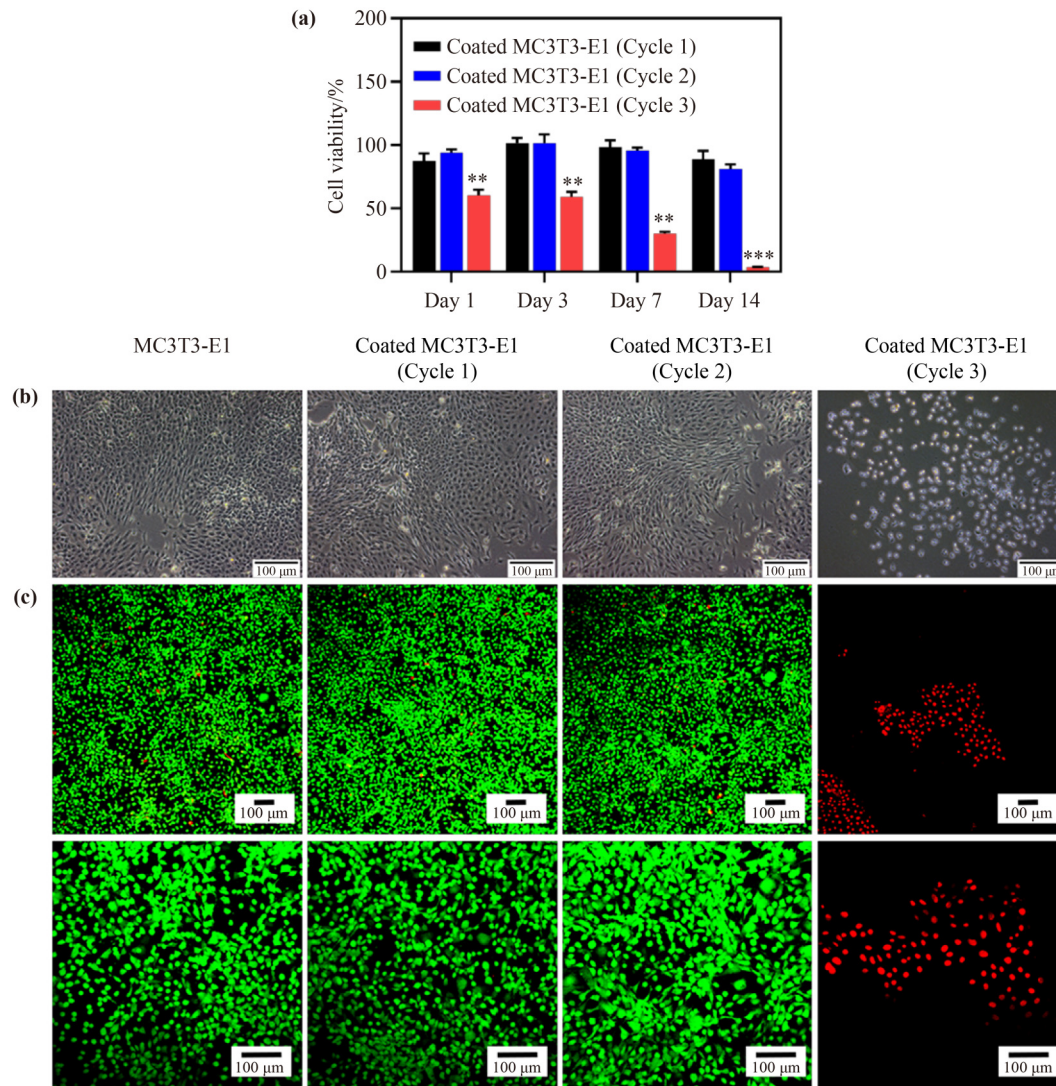 (a)
200
150
100
50
0
Cell viability/%
Coated MC3T3-E1 (Cycle 1)
Coated MC3T3-E1 (Cycle 2)
Coated MC3T3-E1 (Cycle 3)
**
**
**
***
Day 1
Day 3
Day 7
Day 14
MC3T3-E1
Coated MC3T3-E1
(Cycle 1)
Coated MC3T3-E1
(Cycle 2)
Coated MC3T3-E1
(Cycle 3)
(b)
100 μm
100 μm
100 μm
100 μm
(c)
100 μm
100 μm
100 μm
100 μm
100 μm
100 μm
100 μm
100 μm